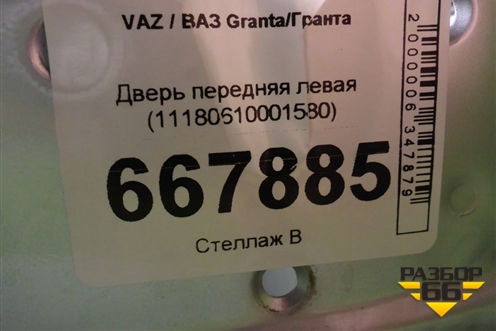 VAZ / ВАЗ Granta/Гранта
Дверь передняя левая
(11180610001580)
667885
Стеллаж В
2000006347879
РАЗБОР
66